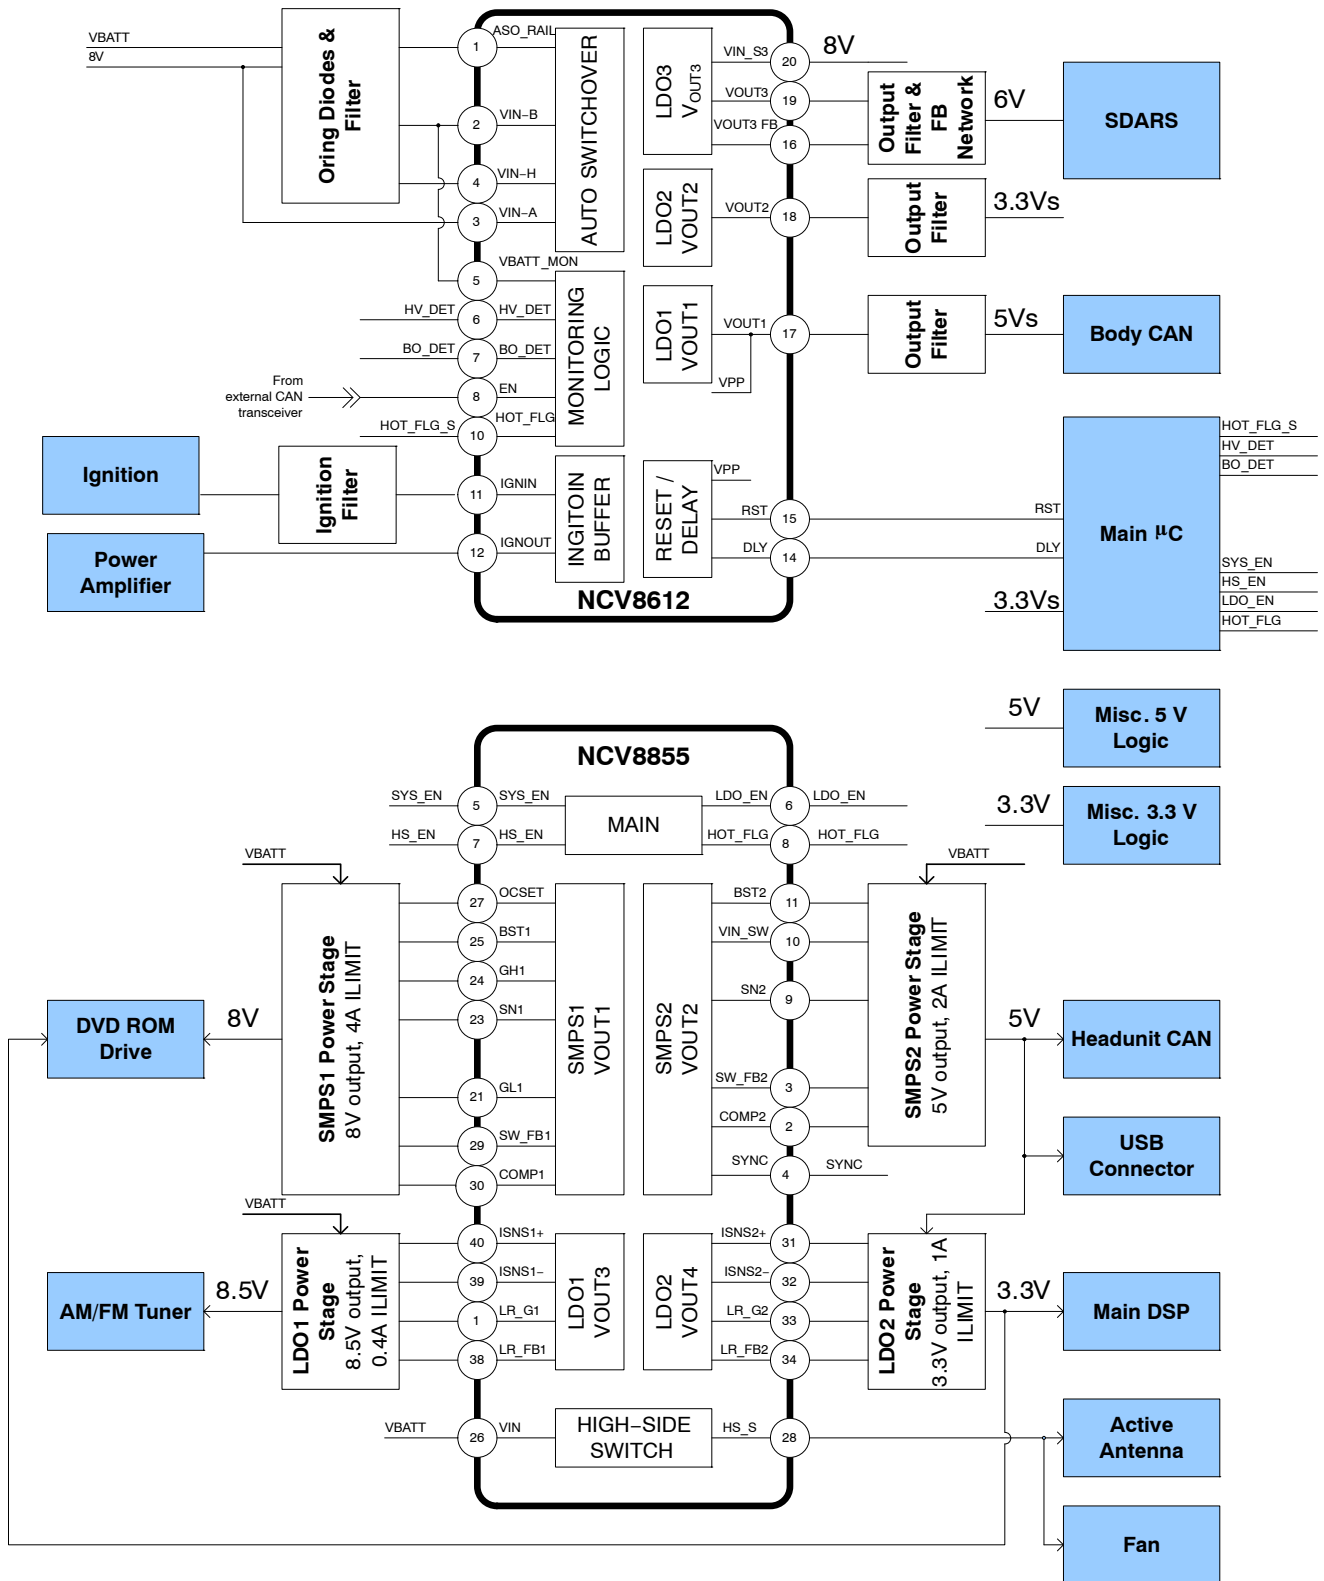 VBATT
8V
Oring Diodes &
Filter
1
ASO_RAIL
2
VIN-B
4
VIN-H
3
VIN-A
AUTO SWITCHOVER
5
VBATT_MON
HV_DET
6
HV_DET
BO_DET
7
BO_DET
From
external CAN
transceiver
8
EN
HOT_FLG_S
10
HOT_FLG
MONITORING
LOGIC
Ignition
Ignition
Filter
11
IGNIN
Power
Amplifier
12
IGNOUT
INGITOIN
BUFFER
LDO3
VOUT3
VIN_S3
20
8V
VOUT3
19
VOUT3 FB
16
Output
Filter &
FB
Network
6V
SDARS
LDO2
VOUT2
VOUT2
18
Output
Filter
3.3Vs
LDO1
VOUT1
VOUT1
17
VPP
Output
Filter
5Vs
Body CAN
RESET /
DELAY
VPP
RST
15
RST
DLY
14
DLY
3.3Vs
Main µC
HOT_FLG_S
HV_DET
BO_DET
SYS_EN
HS_EN
LDO_EN
HOT_FLG
NCV8612
5V
Misc. 5 V
Logic
3.3V
Misc. 3.3 V
Logic
NCV8855
SYS_EN
5
SYS_EN
HS_EN
7
HS_EN
MAIN
LDO_EN
6
LDO_EN
HOT_FLG
8
HOT_FLG
VBATT
SMPS1 Power Stage
8V output, 4A ILIMIT
27
OCSET
25
BST1
24
GH1
23
SN1
21
GL1
29
SW_FB1
30
COMP1
SMPS1
VOUT1
DVD ROM
Drive
8V
SMPS2
VOUT2
BST2
11
VIN_SW
10
SN2
9
SW_FB2
3
COMP2
2
SYNC
4
SYNC
VBATT
SMPS2 Power Stage
5V output, 2A ILIMIT
5V
Headunit CAN
USB
Connector
VBATT
LDO1 Power
Stage
8.5V output,
0.4A ILIMIT
40
ISNS1+
39
ISNS1−
1
LR_G1
38
LR_FB1
LDO1
VOUT3
AM/FM Tuner
8.5V
LDO2
VOUT4
ISNS2+
31
ISNS2−
32
LR_G2
33
LR_FB2
34
LDO2 Power
Stage
3.3V output, 1A
ILIMIT
3.3V
Main DSP
VBATT
26
VIN
HIGH−SIDE
SWITCH
HS_S
28
Active
Antenna
Fan